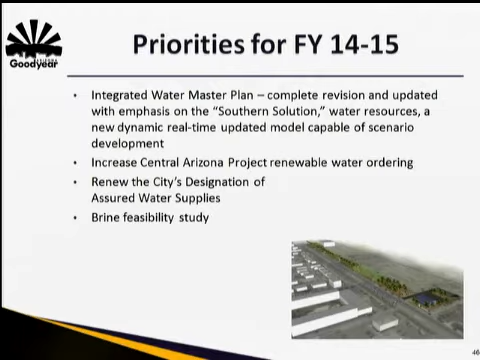 Priorities for FY 14-15
ARIZONA
Goodyear
• Integrated Water Master Plan – complete revision and updated
with emphasis on the “Southern Solution,” water resources, a
new dynamic real-time updated model capable of scenario
development
• Increase Central Arizona Project renewable water ordering
• Renew the City’s Designation of
Assured Water Supplies
• Brine feasibility study
46